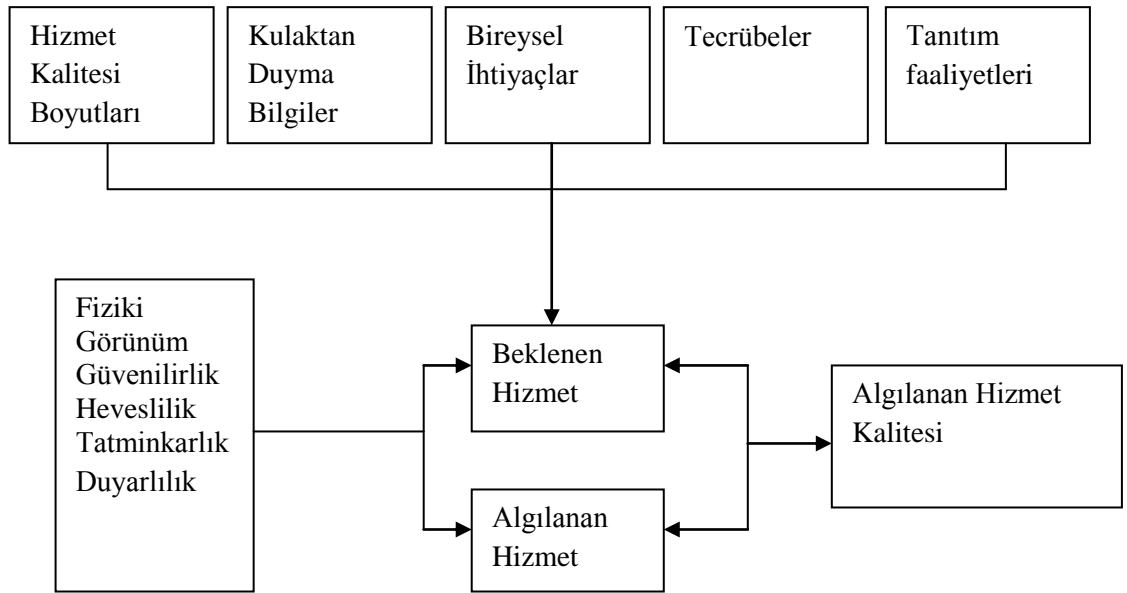 Hizmet
Kalitesi
Boyutları
Kulaktan
Duyma
Bilgiler
Bireysel
İhtiyaçlar
Tecrübeler
Tanıtım
faaliyetleri
Fiziki
Görünüm
Güvenilirlik
Heveslilik
Tatminkarlık
Duyarlılık
Beklenen
Hizmet
Algılanan
Hizmet
Algılanan Hizmet
Kalitesi